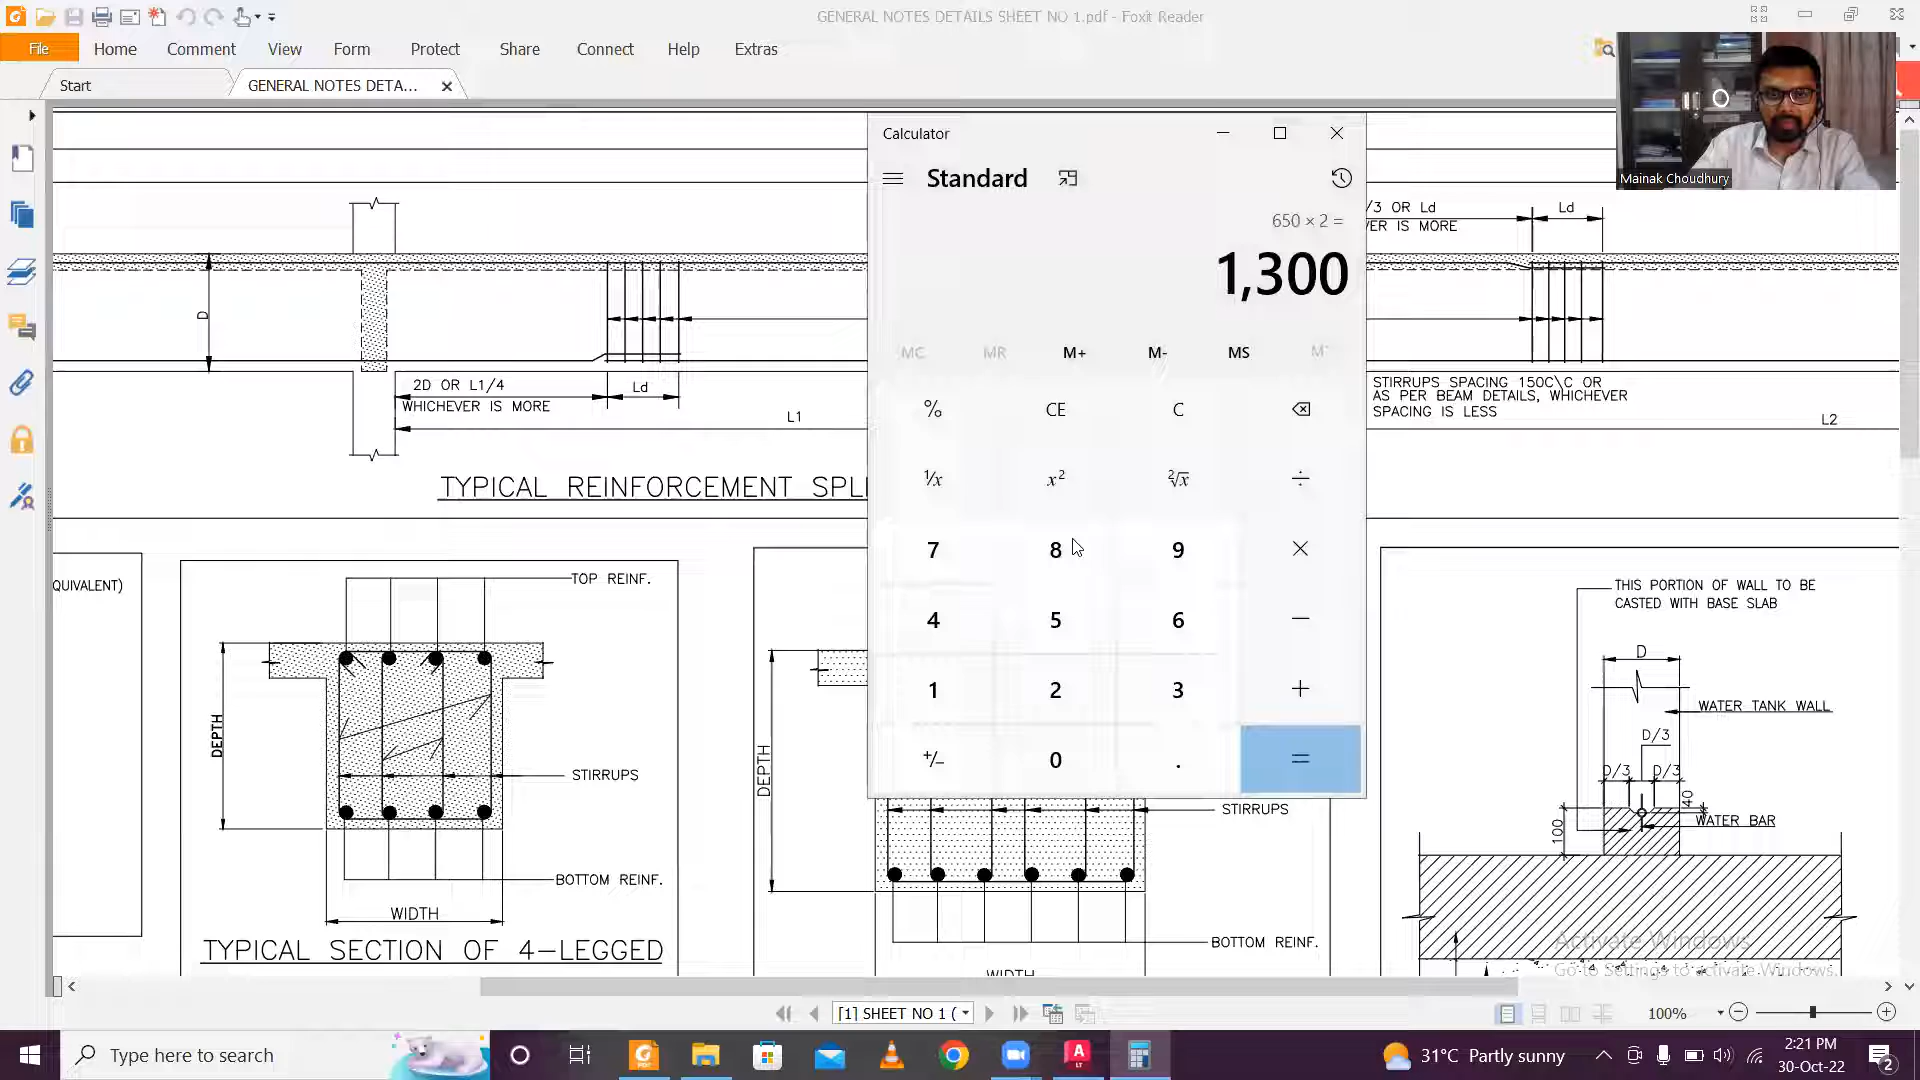 GENERAL NOTES DETAILS SHEET NO 1.pdf - Foxit Reader
File
Home
Comment
View
Form
Protect
Share
Connect
Help
Extras
Start
GENERAL NOTES DETA...
Mainak Choudhury
Calculator
Standard
650 × 2 =
1,300
MC
MR
M+
M-
MS
%
CE
C
¹/x
x²
²√x
÷
7
8
9
×
4
5
6
−
1
2
3
+
+/−
0
.
=
/3 OR Ld
VER IS MORE
Ld
D
2D OR L1/4
WHICHEVER IS MORE
Ld
L1
STIRRUPS SPACING 150C\C OR
AS PER BEAM DETAILS, WHICHEVER
SPACING IS LESS
L2
TYPICAL REINFORCEMENT SPLI
QUIVALENT)
TOP REINF.
DEPTH
STIRRUPS
BOTTOM REINF.
WIDTH
TYPICAL SECTION OF 4-LEGGED
DEPTH
STIRRUPS
BOTTOM REINF.
WIDTH
THIS PORTION OF WALL TO BE
CASTED WITH BASE SLAB
D
WATER TANK WALL
D/3
D/3
D/3
40
100
WATER BAR
Activate Windows
Go to Settings to activate Windows.
[1] SHEET NO 1 (
100%
Type here to search
31°C Partly sunny
2:21 PM
30-Oct-22
2